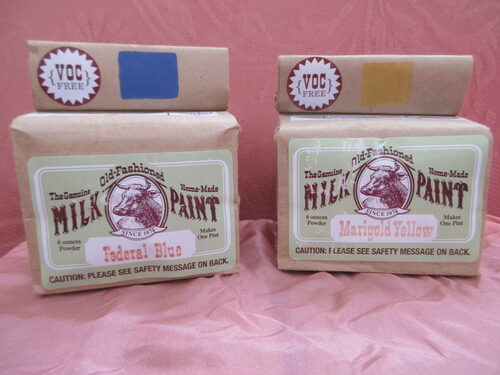 VOC
FREE
The Genuine
Old-Fashioned
Home-Made
MILK PAINT
SINCE 1974
6 ounces
Powder
Makes
One Pint
Federal Blue
CAUTION: PLEASE SEE SAFETY MESSAGE ON BACK.
VOC
FREE
The Genuine
Old-Fashioned
Home-Made
MILK PAINT
SINCE 1974
6 ounces
Powder
Makes
One Pint
Marigold Yellow
CAUTION: PLEASE SEE SAFETY MESSAGE ON BACK.